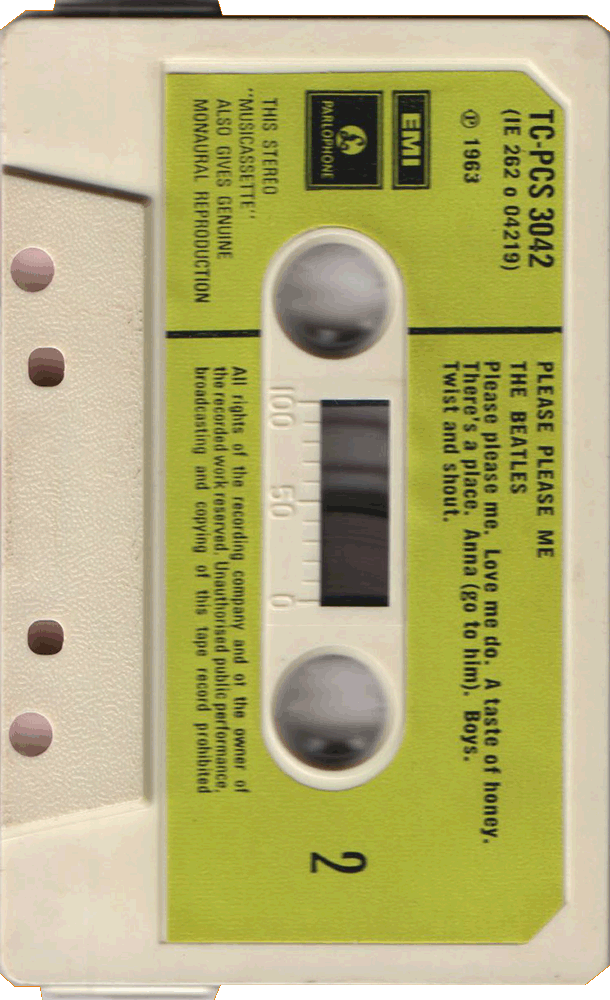 TC-PCS 3042
(IE 262 o 04219)
℗ 1963
EMI
PARLOPHONE
THIS STEREO
"MUSICASSETTE"
ALSO GIVES GENUINE
MONAURAL REPRODUCTION
PLEASE PLEASE ME
THE BEATLES
Please please me. Love me do. A taste of honey.
There's a place. Anna (go to him). Boys.
Twist and shout.
100 50 0
2
All rights of the recording company and of the owner of
the recorded work reserved. Unauthorised public performance,
broadcasting and copying of this tape record prohibited